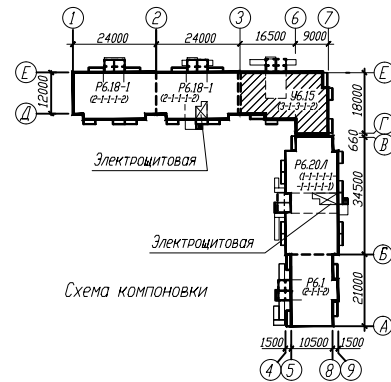 1 2 3 6 7
24000 24000 16500 9000
Е Е
12000
18000
Р6.18-1 Р6.18-1 У6.15
(2-1-1-1-2) (2-1-1-1-2) (3-1-3-1-2)
Д
Г
660
В
Электрощитовая
Р6.20Л
(1-1-1-1-1-
-1-1-1-1-1)
34500
Электрощитовая
Б
Р6.1
(2-1-1-2)
21000
Схема компоновки
А
1500 10500 1500
4 5 8 9